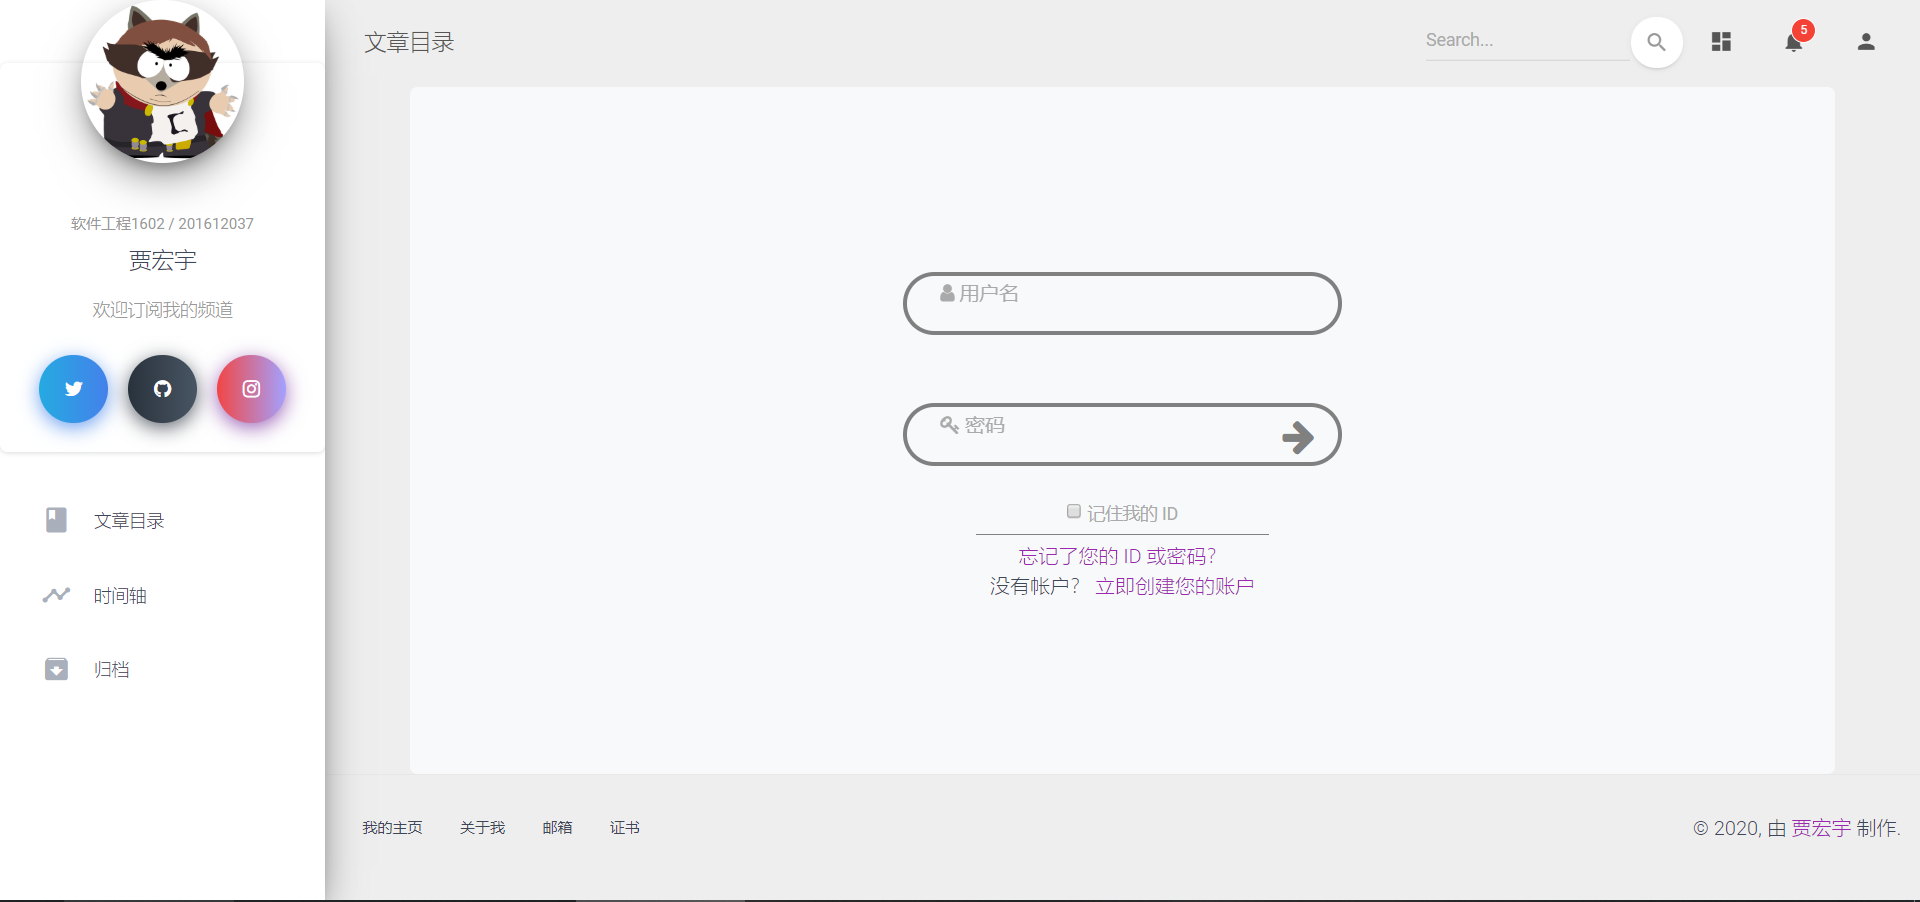 软件工程1602 / 201612037
贾宏宇
欢迎订阅我的频道
文章目录
时间轴
归档
文章目录
Search...
5
用户名
密码
记住我的 ID
忘记了您的 ID 或密码？
没有帐户？ 立即创建您的账户
我的主页 关于我 邮箱 证书
© 2020, 由 贾宏宇 制作.